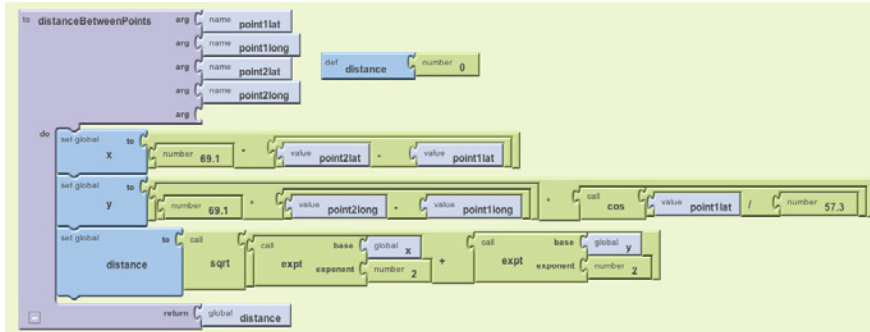 to distanceBetweenPoints arg name point1lat
arg name point1long
arg name point2lat
arg name point2long
arg
def distance number 0
do
set global x to number 69.1 * value point2lat - value point1lat
set global y to number 69.1 * value point2long - value point1long * call cos value point1lat / number 57.3
set global distance to call sqrt call expt base global x exponent number 2 + call expt base global y exponent number 2
return global distance